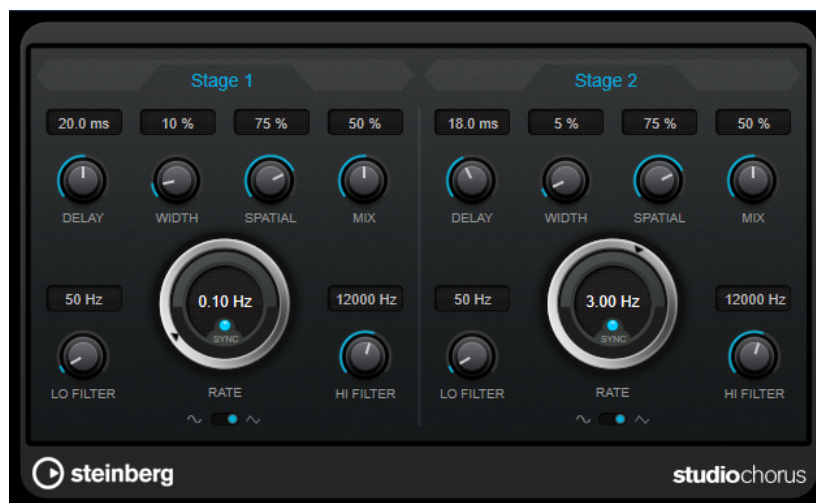 Stage 1
Stage 2
20.0 ms 10 % 75 % 50 %
18.0 ms 5 % 75 % 50 %
DELAY WIDTH SPATIAL MIX
DELAY WIDTH SPATIAL MIX
50 Hz 0.10 Hz 12000 Hz
50 Hz 3.00 Hz 12000 Hz
SYNC
SYNC
LO FILTER RATE HI FILTER
LO FILTER RATE HI FILTER
steinberg
studiochorus